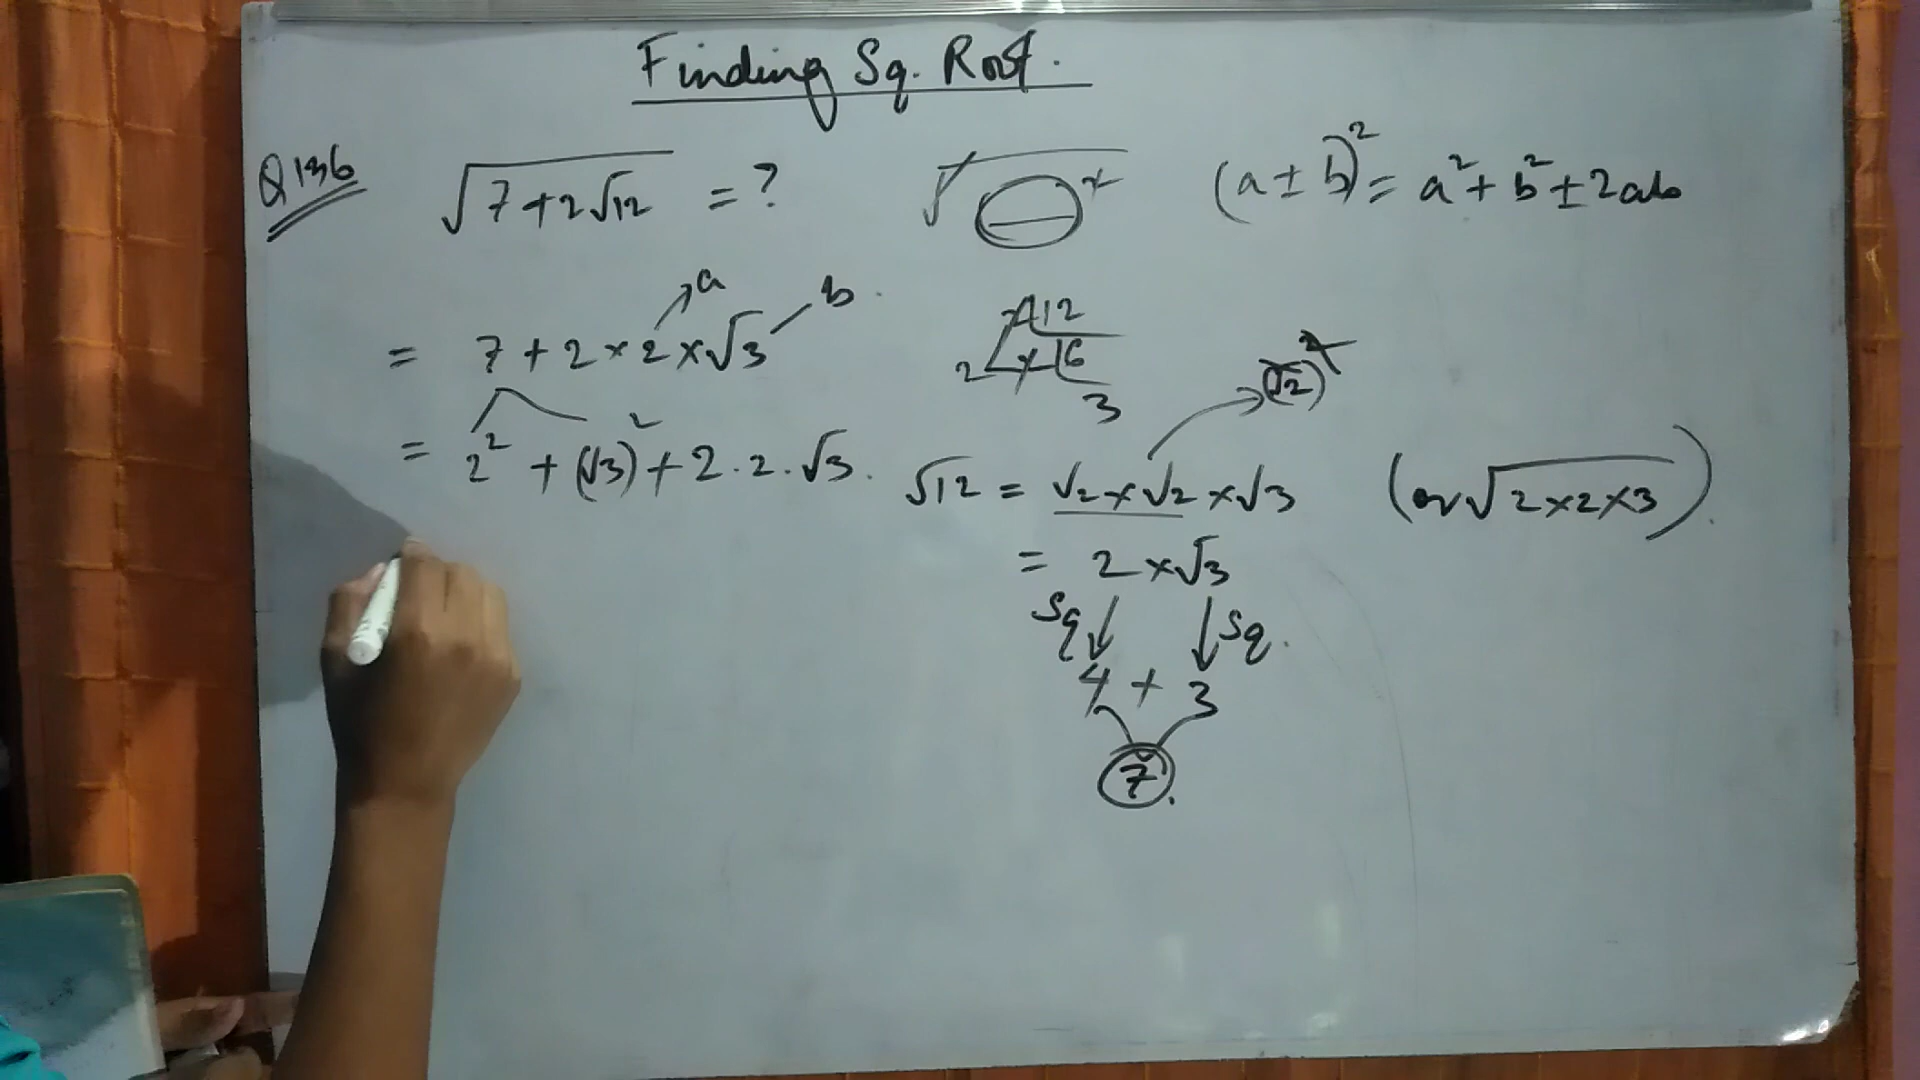 Finding Sq. Root.
Q136 √(7+2√12) = ? (a ± b)² = a² + b² ± 2ab
a b
= 7 + 2 × 2 × √3
2 12
2 6
3
(√2)²
= 2² + (√3)² + 2 . 2 . √3.
√12 = √2 × √2 × √3 (or √(2×2×3)).
= 2 × √3
Sq Sq.
4 + 3
7.